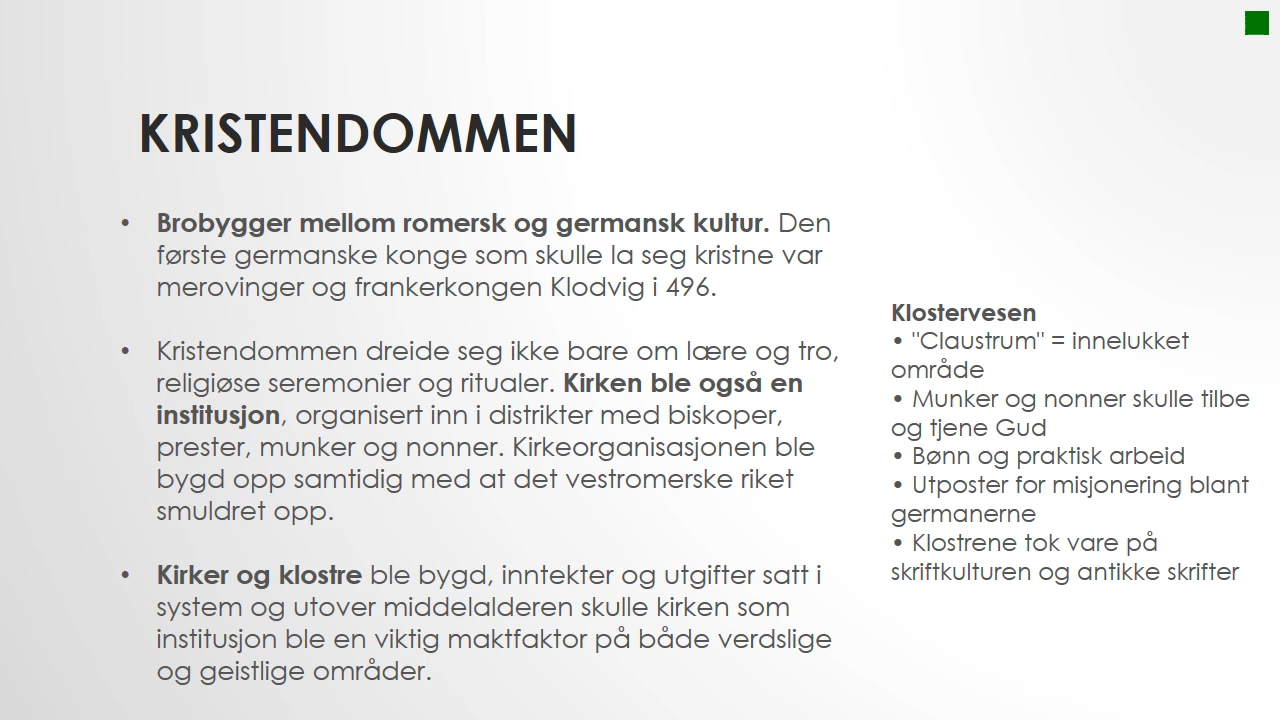 KRISTENDOMMEN
• Brobygger mellom romersk og germansk kultur. Den
første germanske konge som skulle la seg kristne var
merovinger og frankerkongen Klodvig i 496.
• Kristendommen dreide seg ikke bare om lære og tro,
religiøse seremonier og ritualer. Kirken ble også en
institusjon, organisert inn i distrikter med biskoper,
prester, munker og nonner. Kirkeorganisasjonen ble
bygd opp samtidig med at det vestromerske riket
smuldret opp.
• Kirker og klostre ble bygd, inntekter og utgifter satt i
system og utover middelalderen skulle kirken som
institusjon ble en viktig maktfaktor på både verdslige
og geistlige områder.
Klostervesen
• "Claustrum" = innelukket
område
• Munker og nonner skulle tilbe
og tjene Gud
• Bønn og praktisk arbeid
• Utposter for misjonering blant
germanerne
• Klostrene tok vare på
skriftkulturen og antikke skrifter